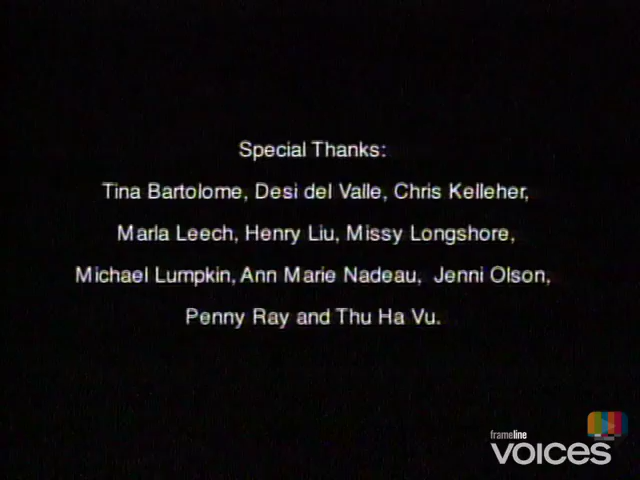 Special Thanks:
Tina Bartolome, Desi del Valle, Chris Kelleher,
Marla Leech, Henry Liu, Missy Longshore,
Michael Lumpkin, Ann Marie Nadeau, Jenni Olson,
Penny Ray and Thu Ha Vu.
frameline
VOICES